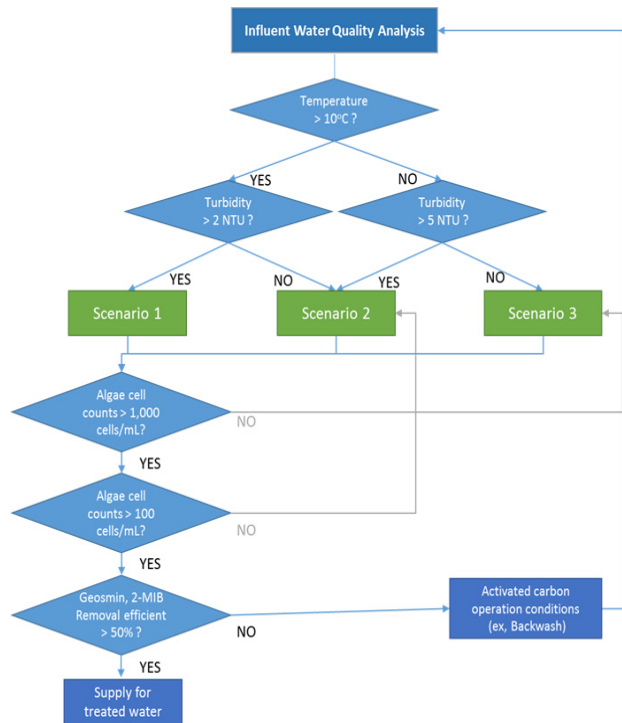 Influent Water Quality Analysis
Temperature
> 10°C ?
YES
NO
Turbidity
> 2 NTU ?
Turbidity
> 5 NTU ?
YES
NO
YES
NO
Scenario 1
Scenario 2
Scenario 3
Algae cell
counts > 1,000
cells/mL?
NO
YES
Algae cell
counts > 100
cells/mL?
NO
YES
Geosmin, 2-MIB
Removal efficient
> 50% ?
NO
Activated carbon
operation conditions
(ex, Backwash)
YES
Supply for
treated water